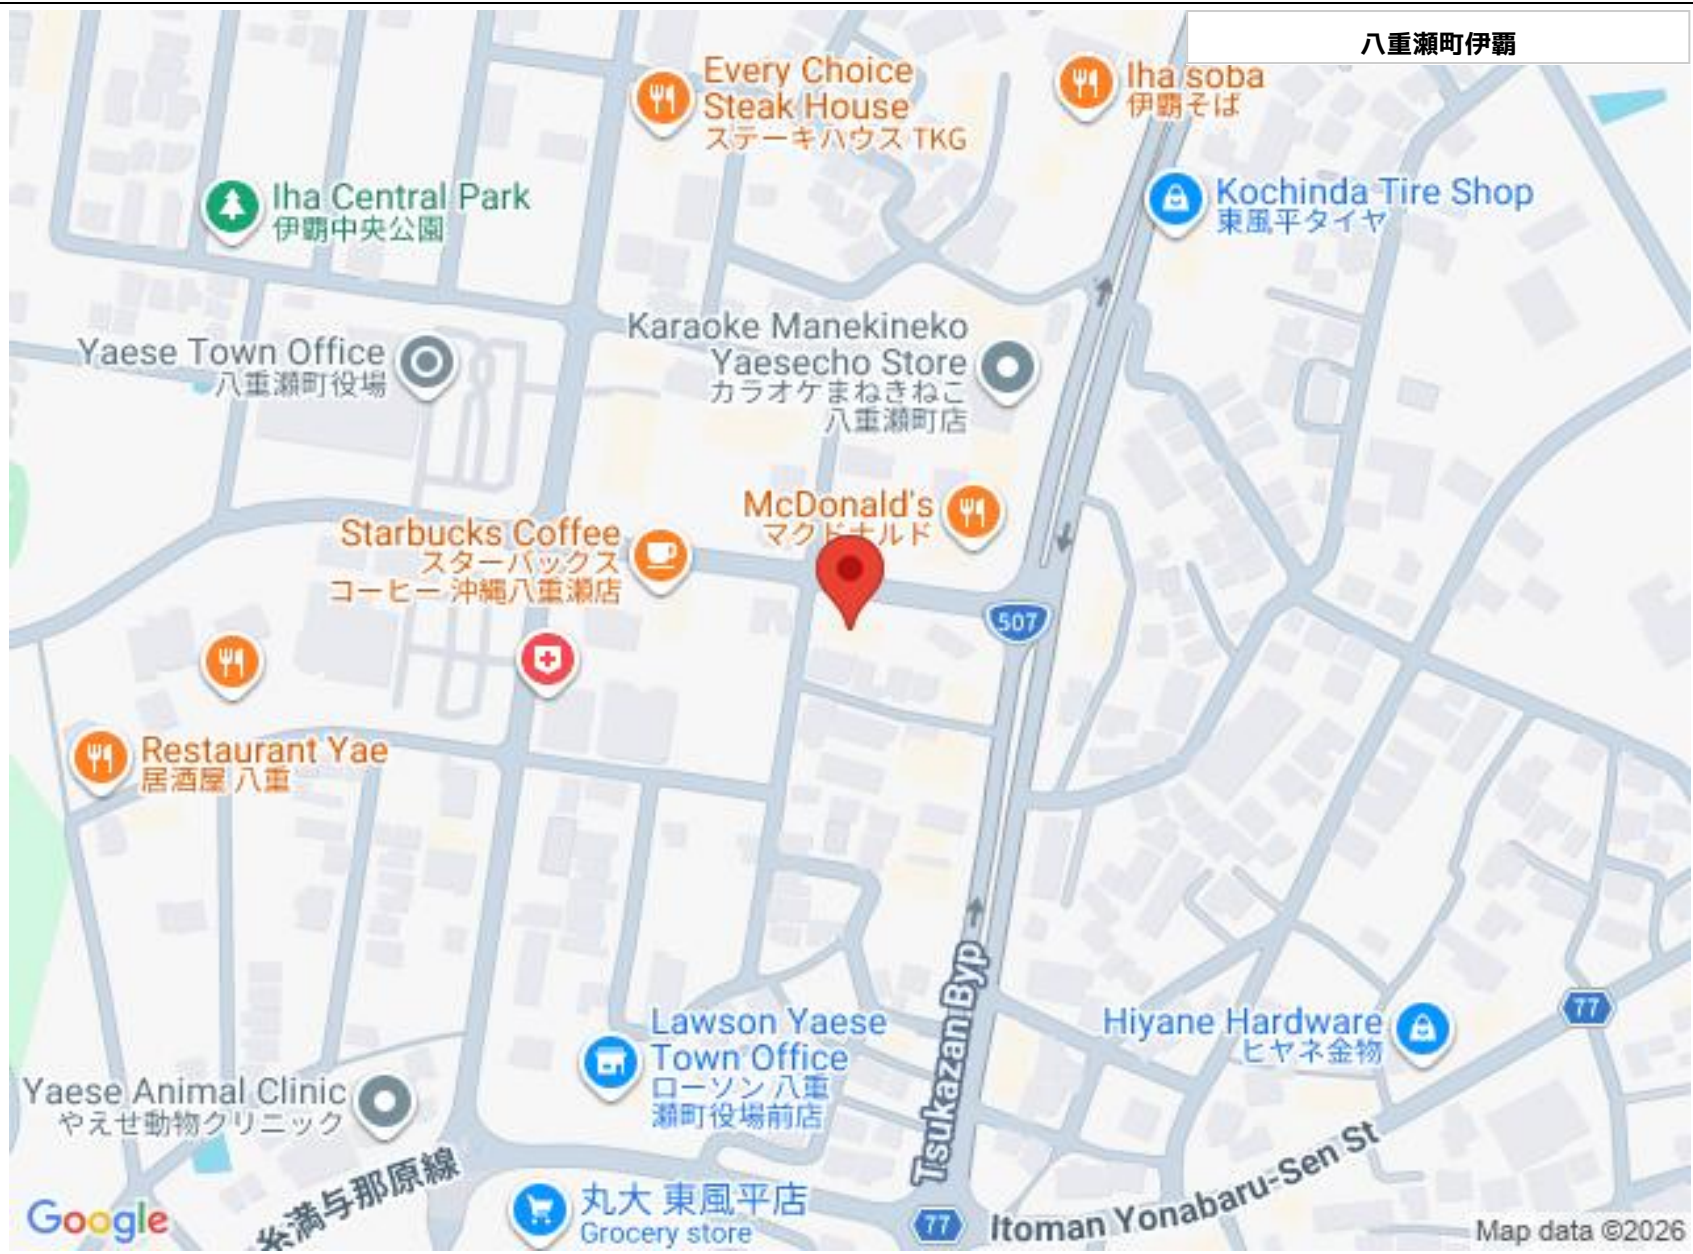 八重瀬町伊覇
Every Choice
Steak House
ステーキハウス TKG
Iha soba
伊覇そば
Iha Central Park
伊覇中央公園
Kochinda Tire Shop
東風平タイヤ
Yaese Town Office
八重瀬町役場
Karaoke Manekineko
Yaesecho Store
カラオケまねきねこ
八重瀬町店
McDonald's
マクドナルド
Starbucks Coffee
スターバックス
コーヒー 沖縄八重瀬店
507
Restaurant Yae
居酒屋 八重
Lawson Yaese
Town Office
ローソン 八重
瀬町役場前店
Tsukazan Byp
Hiyane Hardware
ヒヤネ金物
77
Yaese Animal Clinic
やえせ動物クリニック
糸満与那原線
丸大 東風平店
Grocery store
77
Itoman Yonabaru-Sen St
Google
Map data ©2026